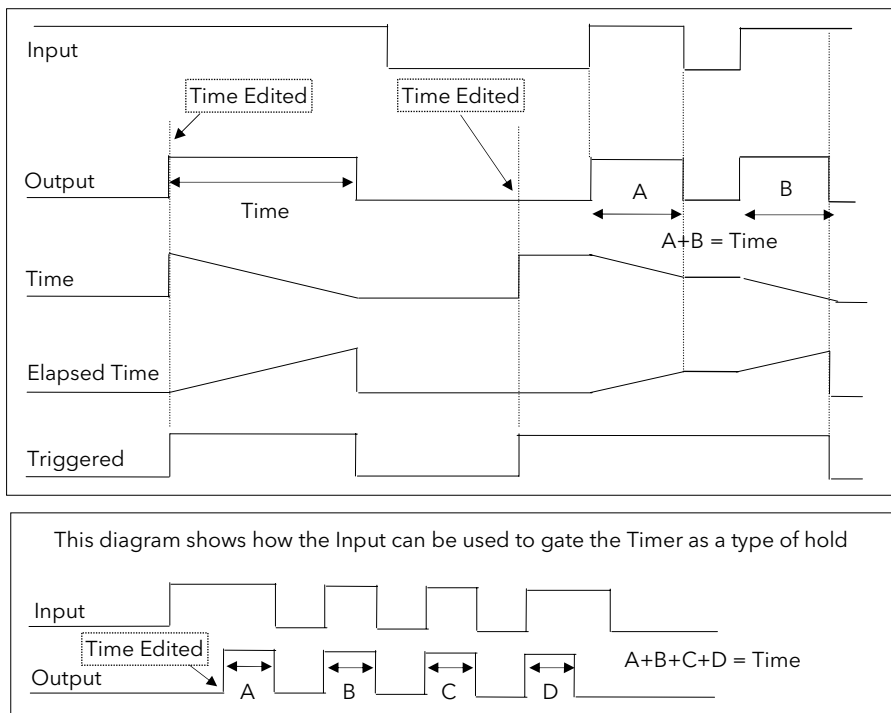 Input
Time Edited
Time Edited
Output
Time
A
B
A+B = Time
Time
Elapsed Time
Triggered
This diagram shows how the Input can be used to gate the Timer as a type of hold
Input
Time Edited
A+B+C+D = Time
Output
A
B
C
D